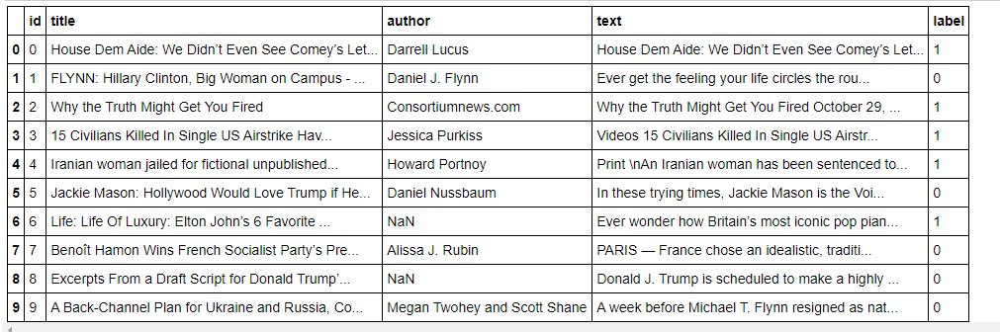 id title author text label
0 0 House Dem Aide: We Didn’t Even See Comey’s Let... Darrell Lucus House Dem Aide: We Didn’t Even See Comey’s Let... 1
1 1 FLYNN: Hillary Clinton, Big Woman on Campus - ... Daniel J. Flynn Ever get the feeling your life circles the rou... 0
2 2 Why the Truth Might Get You Fired Consortiumnews.com Why the Truth Might Get You Fired October 29, ... 1
3 3 15 Civilians Killed In Single US Airstrike Hav... Jessica Purkiss Videos 15 Civilians Killed In Single US Airstr... 1
4 4 Iranian woman jailed for fictional unpublished... Howard Portnoy Print \nAn Iranian woman has been sentenced to... 1
5 5 Jackie Mason: Hollywood Would Love Trump if He... Daniel Nussbaum In these trying times, Jackie Mason is the Voi... 0
6 6 Life: Life Of Luxury: Elton John’s 6 Favorite ... NaN Ever wonder how Britain’s most iconic pop pian... 1
7 7 Benoît Hamon Wins French Socialist Party’s Pre... Alissa J. Rubin PARIS — France chose an idealistic, traditi... 0
8 8 Excerpts From a Draft Script for Donald Trump’... NaN Donald J. Trump is scheduled to make a highly ... 0
9 9 A Back-Channel Plan for Ukraine and Russia, Co... Megan Twohey and Scott Shane A week before Michael T. Flynn resigned as nat... 0